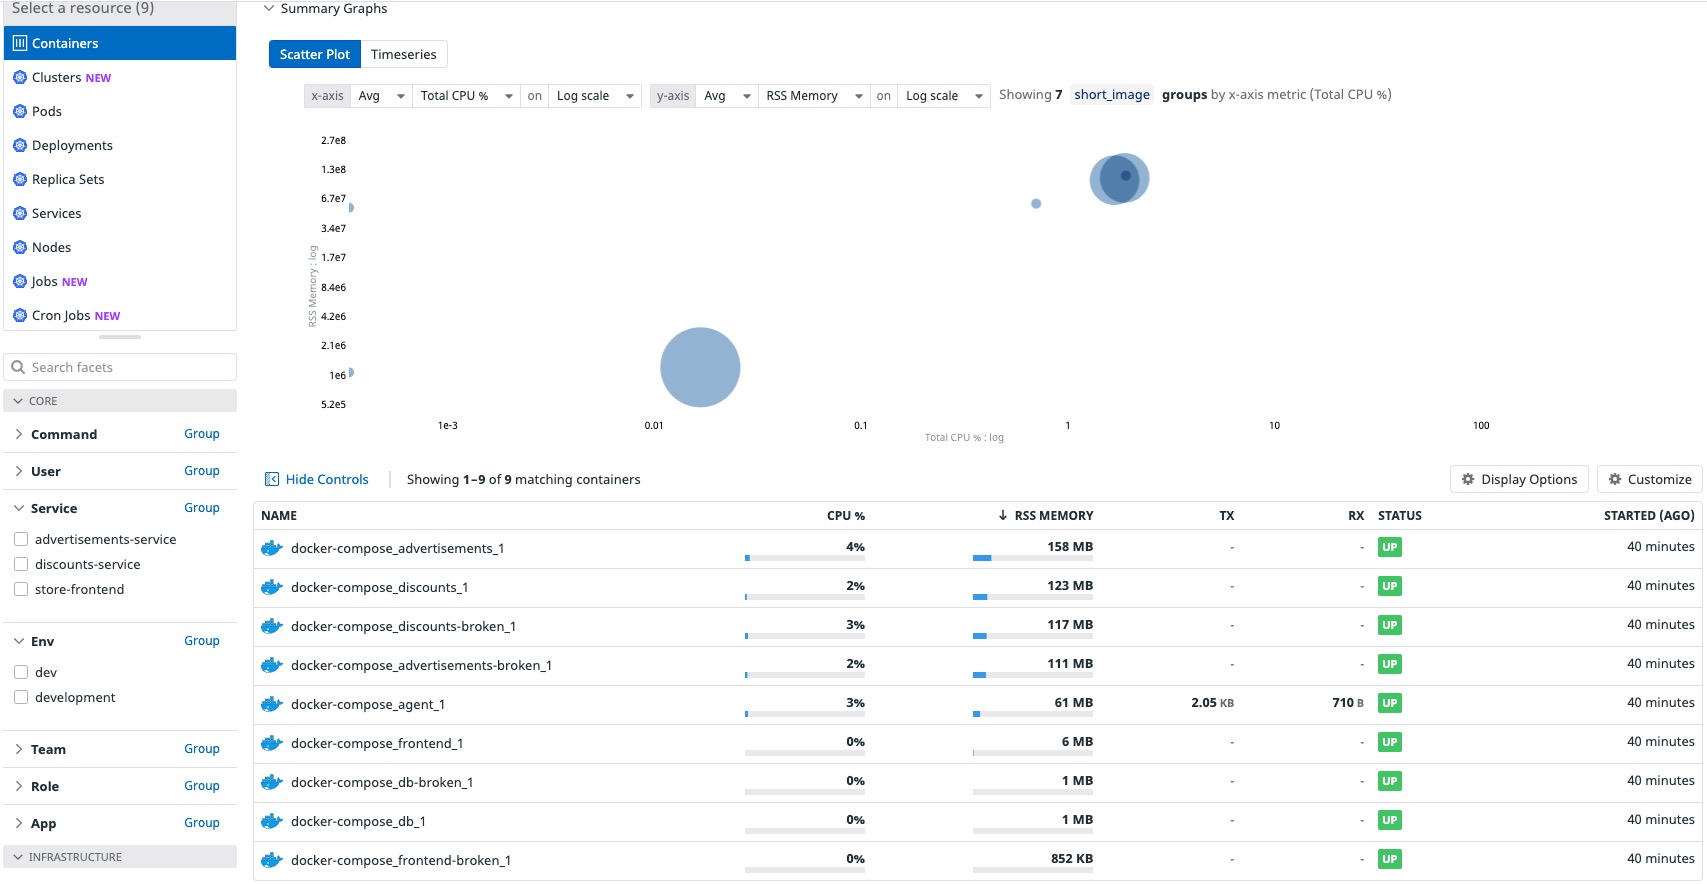 Select a resource (9)
Containers
Clusters NEW
Pods
Deployments
Replica Sets
Services
Nodes
Jobs NEW
Cron Jobs NEW
Search facets
CORE
Command Group
User Group
Service Group
advertisements-service
discounts-service
store-frontend
Env Group
dev
development
Team Group
Role Group
App Group
INFRASTRUCTURE
Summary Graphs
Scatter Plot Timeseries
x-axis Avg Total CPU % on Log scale y-axis Avg RSS Memory on Log scale Showing 7 short_image groups by x-axis metric (Total CPU %)
2.7e8
1.3e8
6.7e7
3.4e7
1.7e7
8.4e6
4.2e6
2.1e6
1e6
5.2e5
RSS Memory : log
1e-3 0.01 0.1 1 10 100
Total CPU % : log
Hide Controls Showing 1–9 of 9 matching containers Display Options Customize
NAME CPU % RSS MEMORY TX RX STATUS STARTED (AGO)
docker-compose_advertisements_1 4% 158 MB - - UP 40 minutes
docker-compose_discounts_1 2% 123 MB - - UP 40 minutes
docker-compose_discounts-broken_1 3% 117 MB - - UP 40 minutes
docker-compose_advertisements-broken_1 2% 111 MB - - UP 40 minutes
docker-compose_agent_1 3% 61 MB 2.05 KB 710 B UP 40 minutes
docker-compose_frontend_1 0% 6 MB - - UP 40 minutes
docker-compose_db-broken_1 0% 1 MB - - UP 40 minutes
docker-compose_db_1 0% 1 MB - - UP 40 minutes
docker-compose_frontend-broken_1 0% 852 KB - - UP 40 minutes